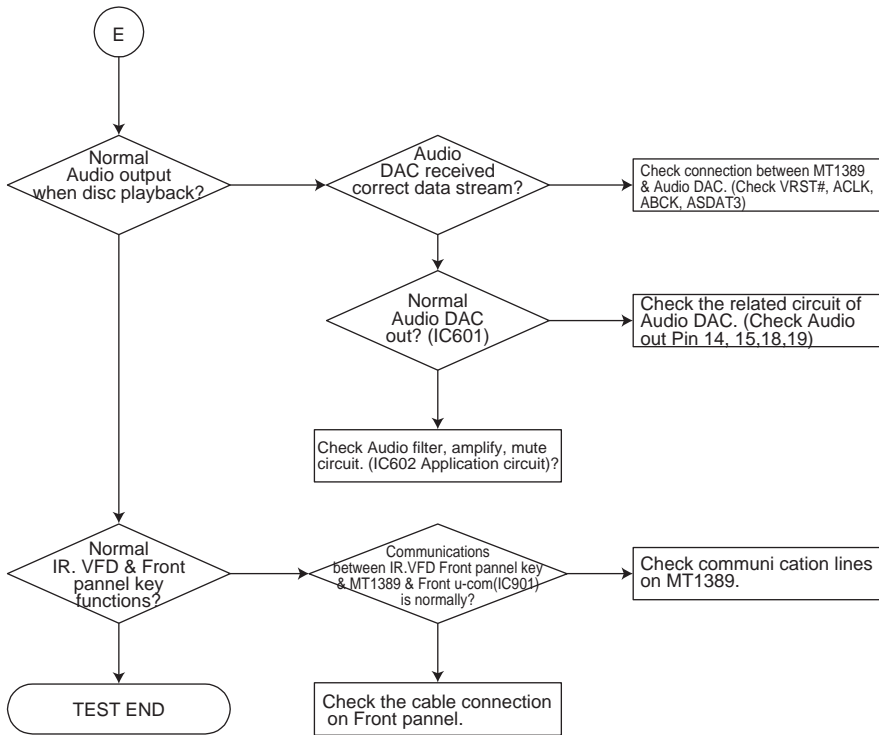 E
Normal
Audio output
when disc playback?
Audio
DAC received
correct data stream?
Check connection between MT1389
& Audio DAC. (Check VRST#, ACLK,
ABCK, ASDAT3)
Normal
Audio DAC
out? (IC601)
Check the related circuit of
Audio DAC. (Check Audio
out Pin 14, 15,18,19)
Check Audio filter, amplify, mute
circuit. (IC602 Application circuit)?
Normal
IR. VFD & Front
pannel key
functions?
Communications
between IR.VFD Front pannel key
& MT1389 & Front u-com(IC901)
is normally?
Check communi cation lines
on MT1389.
TEST END
Check the cable connection
on Front pannel.